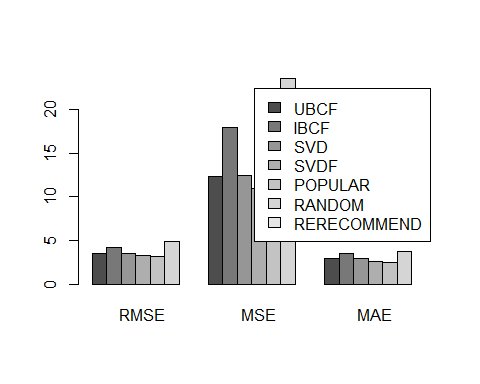 20
15
10
5
0
UBCF
IBCF
SVD
SVDF
POPULAR
RANDOM
RERECOMMEND
RMSE MSE MAE